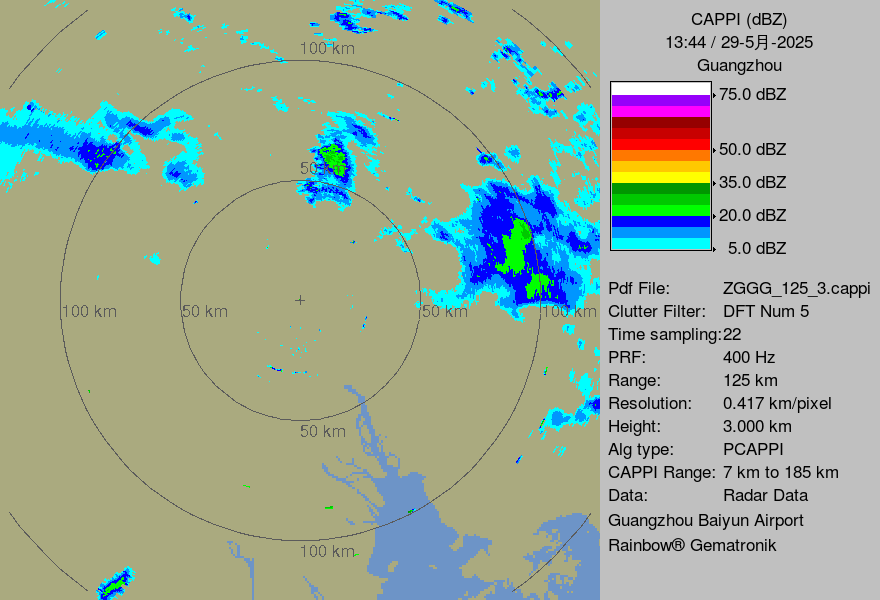 CAPPI (dBZ)
13:44 / 29-5月-2025
Guangzhou
75.0 dBZ
50.0 dBZ
35.0 dBZ
20.0 dBZ
5.0 dBZ
Pdf File: ZGGG_125_3.cappi
Clutter Filter: DFT Num 5
Time sampling:22
PRF: 400 Hz
Range: 125 km
Resolution: 0.417 km/pixel
Height: 3.000 km
Alg type: PCAPPI
CAPPI Range: 7 km to 185 km
Data: Radar Data
Guangzhou Baiyun Airport
Rainbow® Gematronik
100 km
50
100 km 50 km 50 km 100 km
50 km
100 km